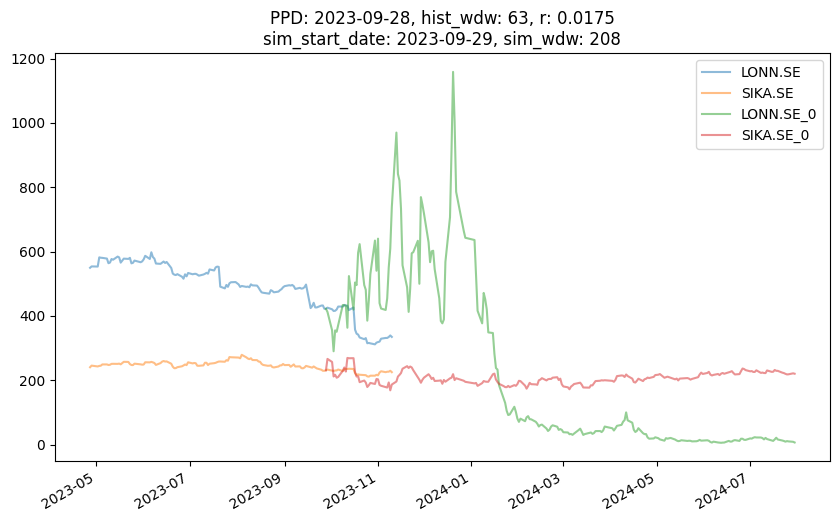 PPD: 2023-09-28, hist_wdw: 63, r: 0.0175
sim_start_date: 2023-09-29, sim_wdw: 208
LONN.SE
SIKA.SE
LONN.SE_0
SIKA.SE_0
1200
1000
800
600
400
200
0
2023-05
2023-07
2023-09
2023-11
2024-01
2024-03
2024-05
2024-07